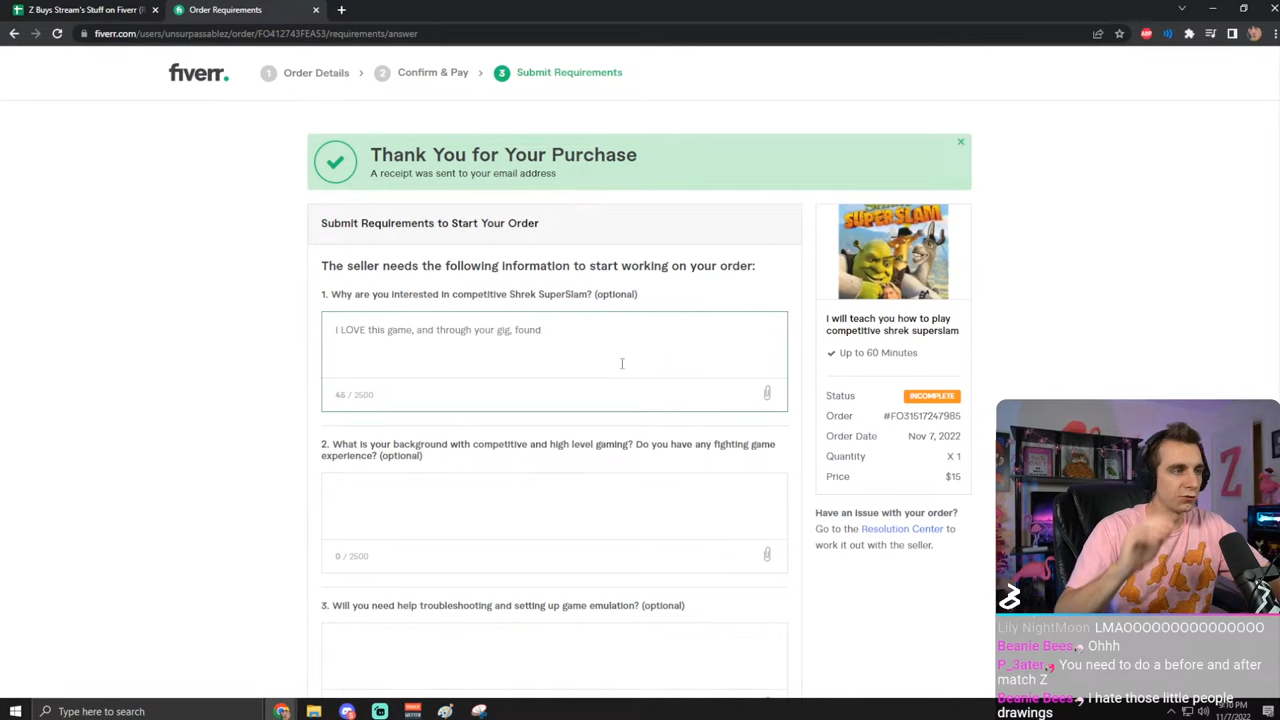 Z Buys Stream's Stuff on Fiverr (
Order Requirements
fiverr.com/users/unsurpassablez/order/FO412743FEA53/requirements/answer
fiverr.
1 Order Details
Confirm & Pay
3 Submit Requirements
2
Thank You for Your Purchase
A receipt was sent to your email address
Submit Requirements to Start Your Order
The seller needs the following information to start working on your order:
1. Why are you interested in competitive Shrek SuperSlam? (optional)
I LOVE this game, and through your gig, found
46 / 2500
2. What is your background with competitive and high level gaming? Do you have any fighting game
experience? (optional)
0 / 2500
3. Will you need help troubleshooting and setting up game emulation? (optional)
SUPER SLAM
I will teach you how to play
competitive shrek superslam
Up to 60 Minutes
Status INCOMPLETE
Order #FO31517247985
Order Date Nov 7, 2022
Quantity X 1
Price $15
Have an issue with your order?
Go to the Resolution Center to
work it out with the seller.
Lily NightMoon LMAOOOOOOOOOOOOOOO
Beanie Bees Ohhh
P_3ater You need to do a before and after
match Z
Beanie Bees I hate those little people
drawings
Type here to search
9:10 PM
11/7/2022